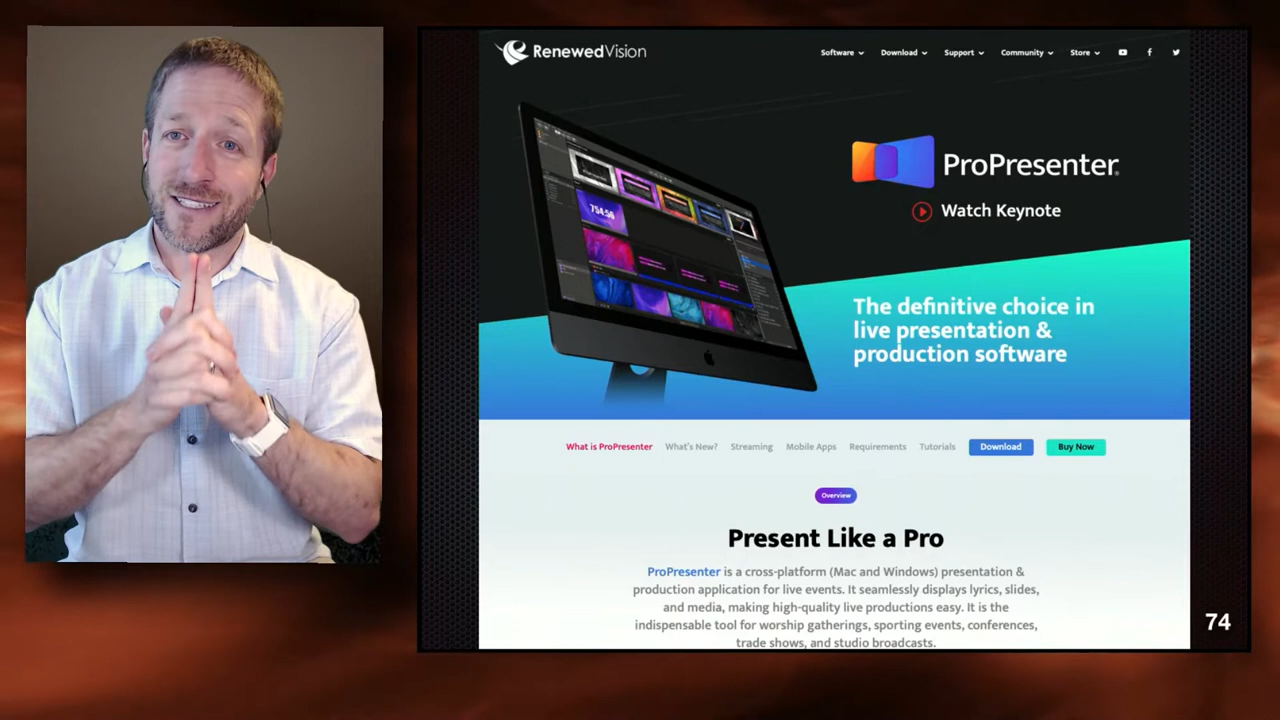 RenewedVision
Software
Download
Support
Community
Store
754:56
ProPresenter
Watch Keynote
The definitive choice in
live presentation &
production software
What is ProPresenter
What's New?
Streaming
Mobile Apps
Requirements
Tutorials
Download
Buy Now
Overview
Present Like a Pro
ProPresenter is a cross-platform (Mac and Windows) presentation &
production application for live events. It seamlessly displays lyrics, slides,
and media, making high-quality live productions easy. It is the
indispensable tool for worship gatherings, sporting events, conferences,
trade shows, and studio broadcasts.
74